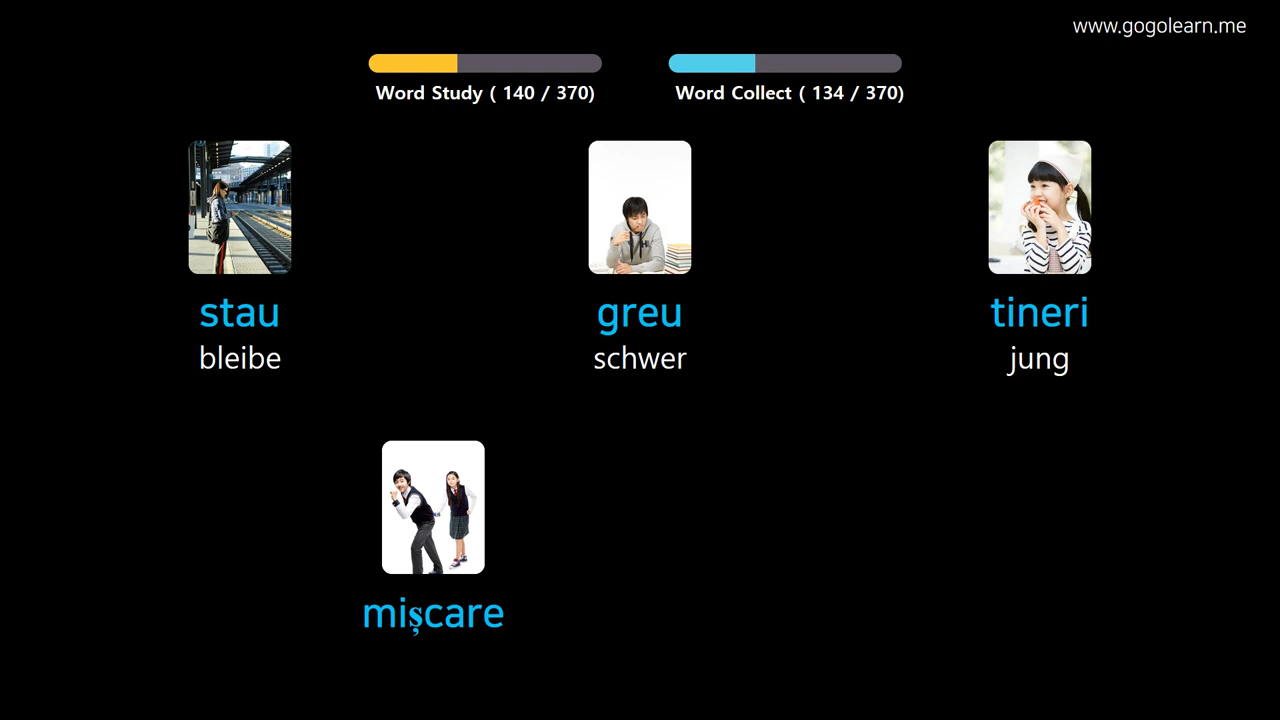 www.gogolearn.me
Word Study ( 140 / 370)
Word Collect ( 134 / 370)
stau
greu
tineri
bleibe
schwer
jung
mișcare